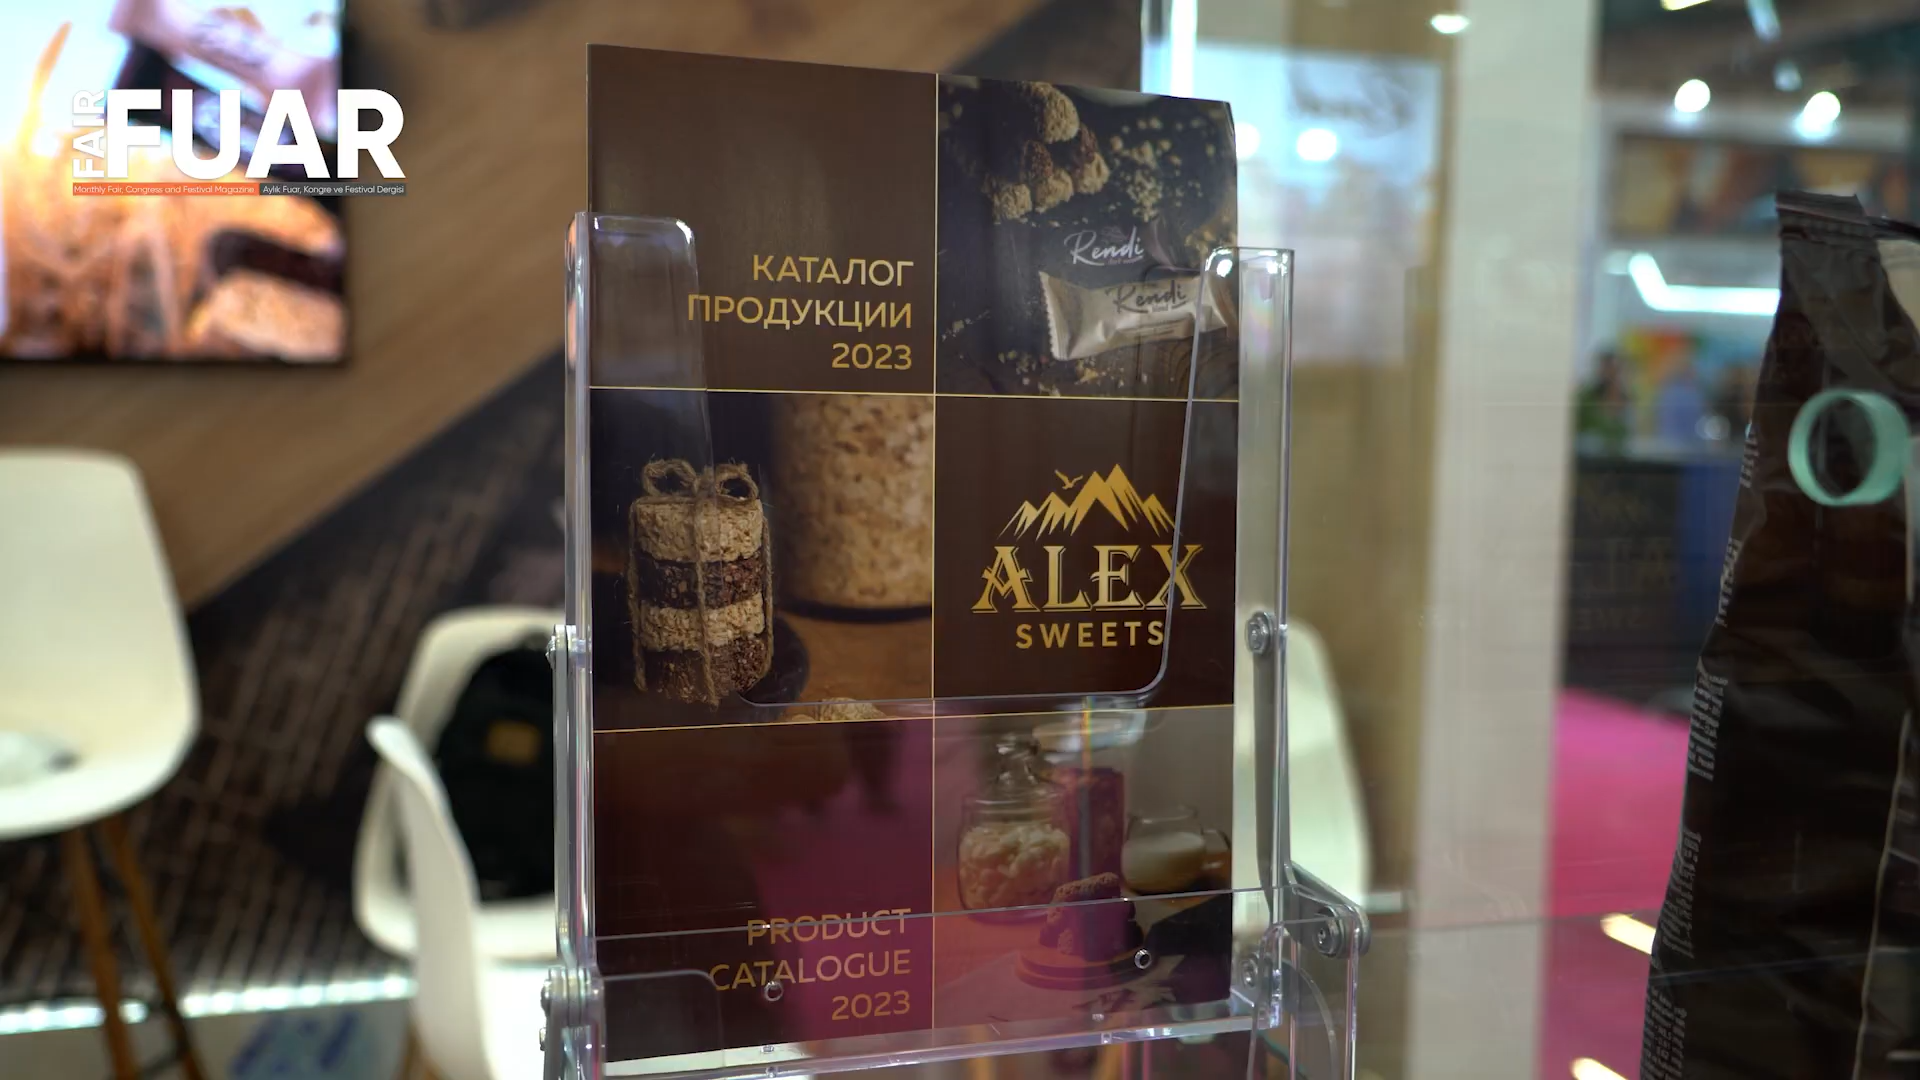 FAIR
FUAR
Monthly Fair, Congress and Festival Magazine
Aylık Fuar, Kongre ve Festival Dergisi
КАТАЛОГ
ПРОДУКЦИИ
2023
Rendi
Rendi
ALEX
SWEETS
PRODUCT
CATALOGUE
2023